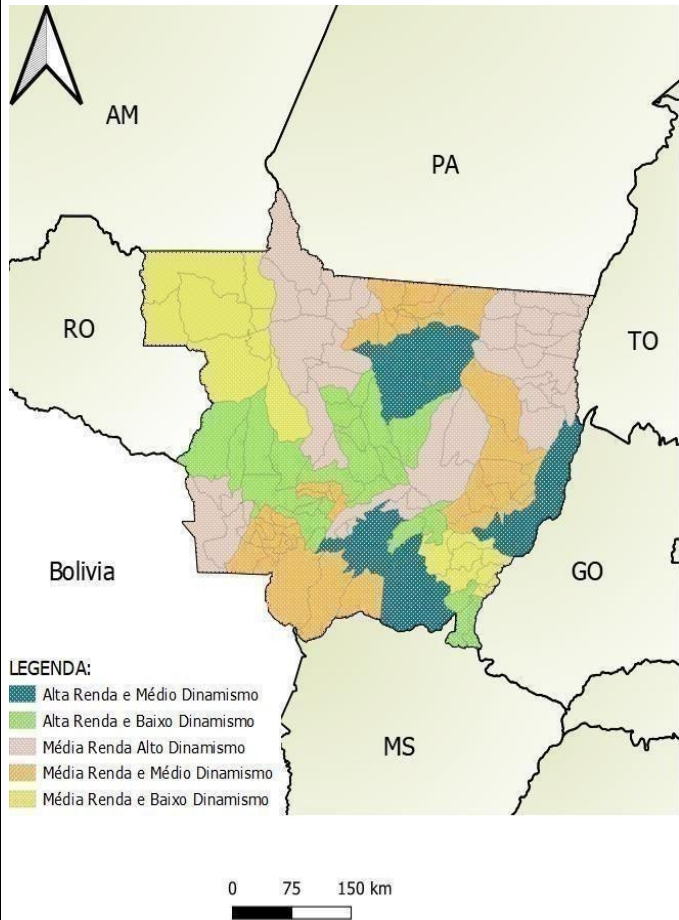 AM
PA
RO
TO
Bolivia
GO
MS
LEGENDA:
Alta Renda e Médio Dinamismo
Alta Renda e Baixo Dinamismo
Média Renda Alto Dinamismo
Média Renda e Médio Dinamismo
Média Renda e Baixo Dinamismo
0 75 150 km